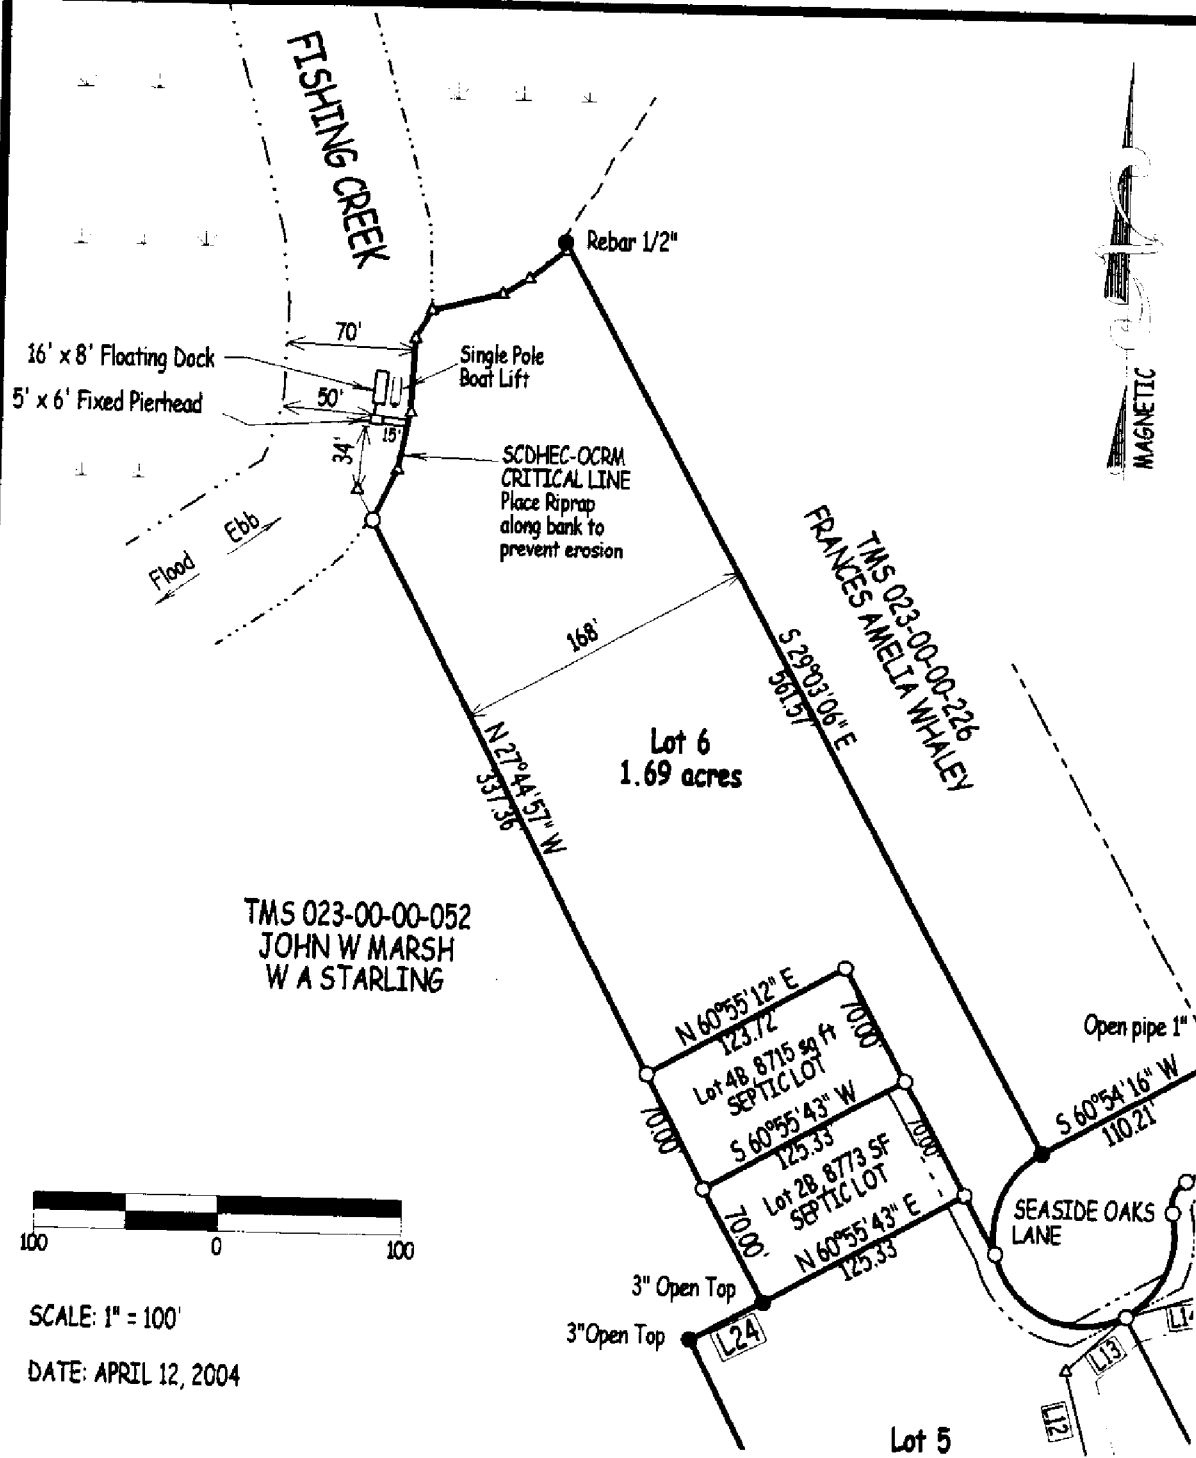 FISHING CREEK
Rebar 1/2"
70'
16' x 8' Floating Dock
Single Pole
Boat Lift
5' x 6' Fixed Pierhead
50'
15'
34'
SCDHEC-OCRM
CRITICAL LINE
Place Riprap
along bank to
prevent erosion
MAGNETIC
Ebb
Flood
TMS 023-00-00-226
FRANCES AMELIA WHALEY
168'
S 29°03'06" E
561.57'
N 27°44'57" W
337.36'
Lot 6
1.69 acres
TMS 023-00-00-052
JOHN W MARSH
W A STARLING
N 60°55'12" E
123.72'
70.00'
Open pipe 1"
Lot 4B, 8715 sq ft
SEPTIC LOT
S 60°54'16" W
110.21'
70.00'
S 60°55'43" W
125.33'
70.00'
Lot 2B, 8773 SF
SEPTIC LOT
70.00'
N 60°55'43" E
125.33
SEASIDE OAKS
LANE
100
0
100
3" Open Top
3"Open Top
L24
SCALE: 1" = 100'
DATE: APRIL 12, 2004
L13
L12
Lot 5